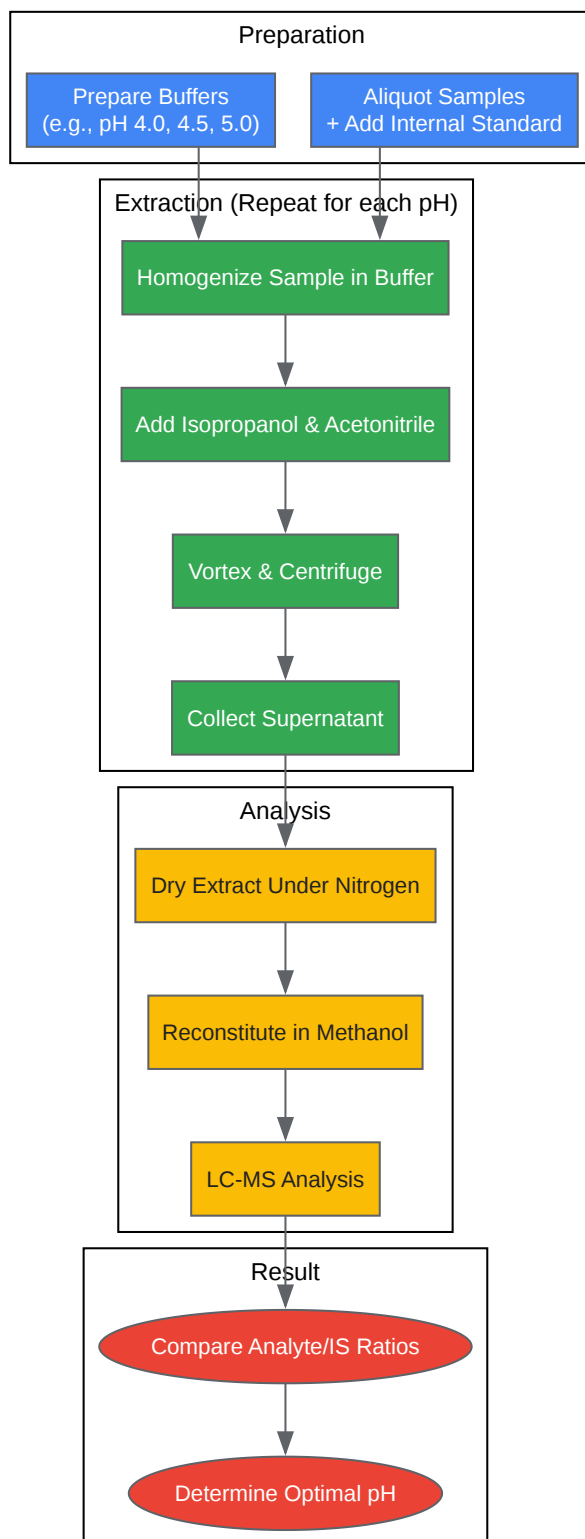 Preparation
Prepare Buffers
(e.g., pH 4.0, 4.5, 5.0)
Aliquot Samples
+ Add Internal Standard
Extraction (Repeat for each pH)
Homogenize Sample in Buffer
Add Isopropanol & Acetonitrile
Vortex & Centrifuge
Collect Supernatant
Analysis
Dry Extract Under Nitrogen
Reconstitute in Methanol
LC-MS Analysis
Result
Compare Analyte/IS Ratios
Determine Optimal pH